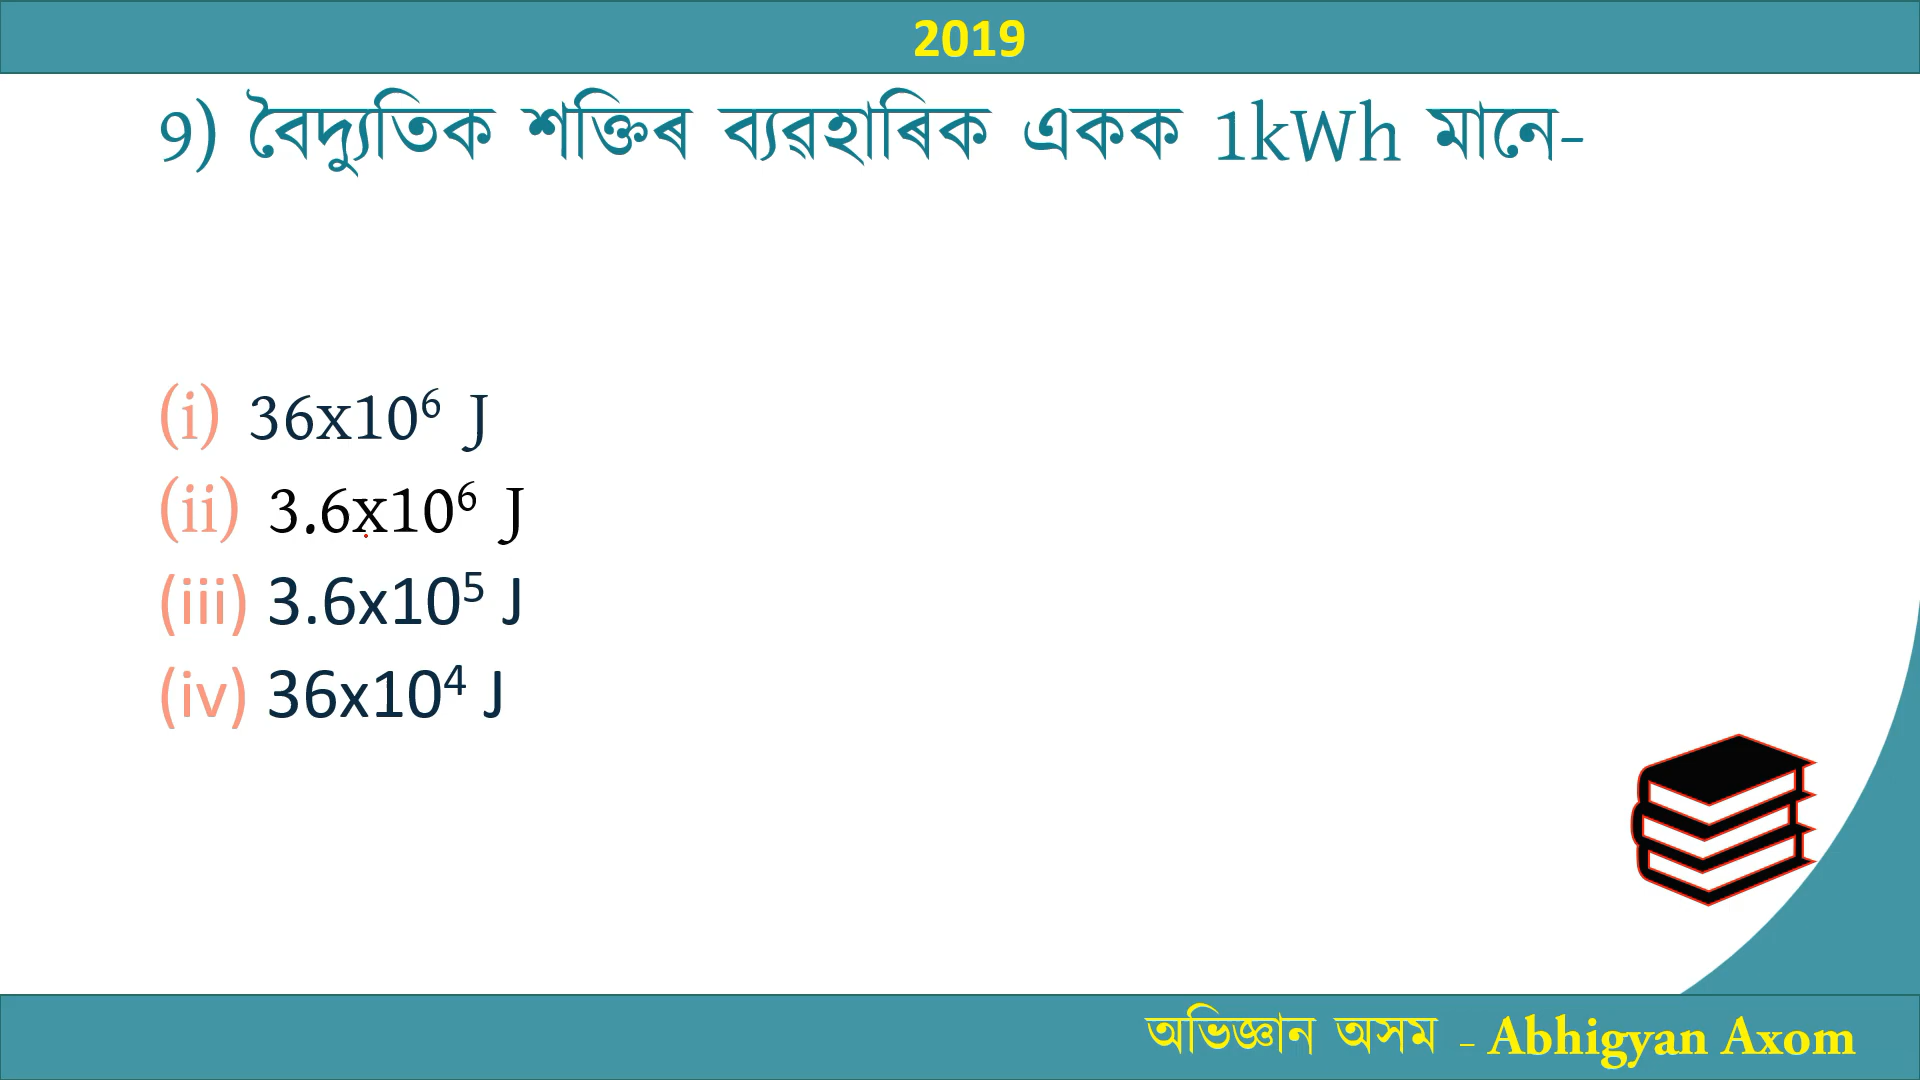 2019
9) বৈদ্যুতিক শক্তিৰ ব্যৱহাৰিক একক 1kWh মানে-
(i) 36x10⁶ J
(ii) 3.6x10⁶ J
(iii) 3.6x10⁵ J
(iv) 36x10⁴ J
অভিজ্ঞান অসম - Abhigyan Axom